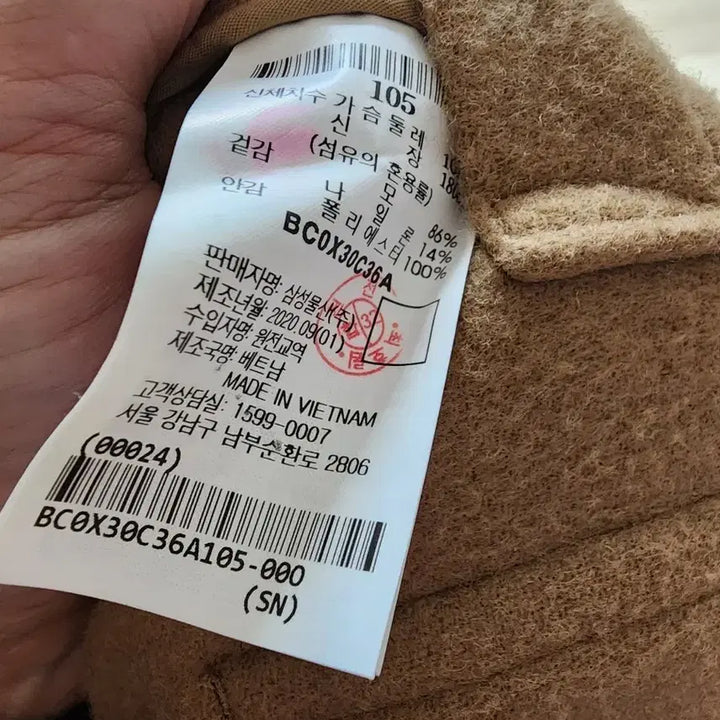 105
신체치수 가슴둘레
신 장
겉감 (섬유의 혼용률)
모 86%
나일론 14%
안감 폴리에스터 100%
BC0X30C36A
판매자명: 삼성물산(주)
제조년월: 2020.09(01)
수입자명: 원전교역
제조국명: 베트남
MADE IN VIETNAM
고객상담실: 1599-0007
서울 강남구 남부순환로 2806
(00024)
BC0X30C36A105-000
(SN)